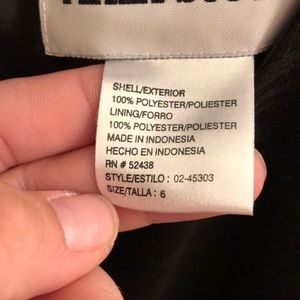 SHELL/EXTERIOR
100% POLYESTER/POLIESTER
LINING/FORRO
100% POLYESTER/POLIESTER
MADE IN INDONESIA
HECHO EN INDONESIA
RN # 52438
STYLE/ESTILO : 02-45303
SIZE/TALLA : 6